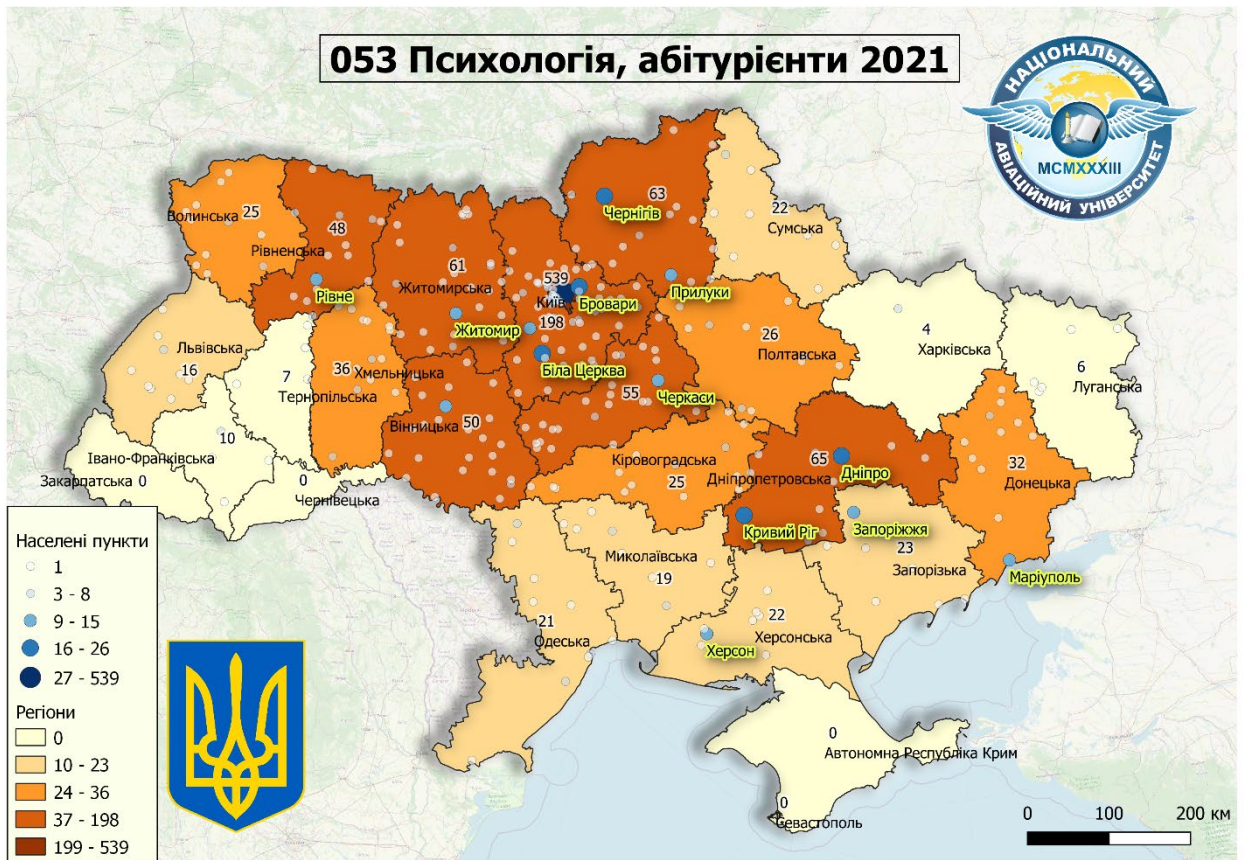 053 Психологія, абітурієнти 2021
НАЦІОНАЛЬНИЙ
АВІАЦІЙНИЙ УНІВЕРСИТЕТ
MCMXXXIII
Волинська
25
48
Рівненська
Рівне
61
Житомирська
Житомир
63
Чернігів
Прилуки
22
Сумська
539
Київ
Бровари
198
Біла Церква
Львівська
16
7
Тернопільська
36
Хмельницька
Вінницька
50
55
Черкаси
26
Полтавська
4
Харківська
6
Луганська
10
Івано-Франківська
Закарпатська 0
0
Чернівецька
Кіровоградська
25
65
Дніпропетровська
Дніпро
Кривий Ріг
32
Донецька
Запоріжжя
23
Запорізька
Маріуполь
Миколаївська
19
21
Одеська
22
Херсонська
Херсон
0
Автономна Республіка Крим
0
Севастополь
Населені пункти
1
3 - 8
9 - 15
16 - 26
27 - 539
Регіони
0
10 - 23
24 - 36
37 - 198
199 - 539
0 100 200 км